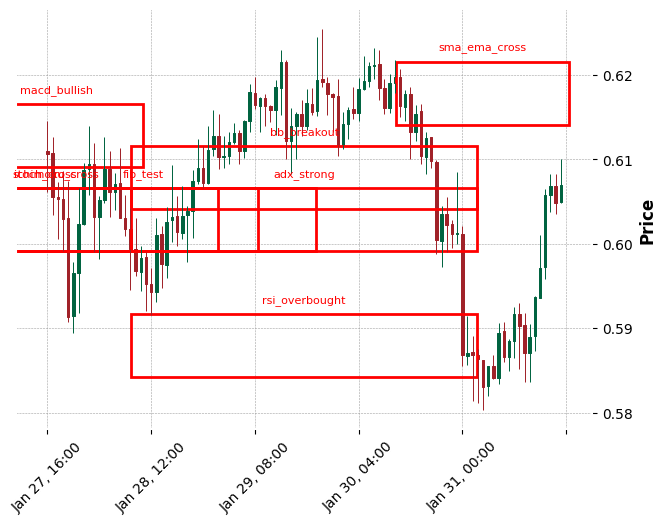 sma_ema_cross
0.62
macd_bullish
bb_breakout
0.61
fib_test
adx_strong
Price
0.60
rsi_overbought
0.59
0.58
Jan 27, 16:00
Jan 28, 12:00
Jan 29, 08:00
Jan 30, 04:00
Jan 31, 00:00